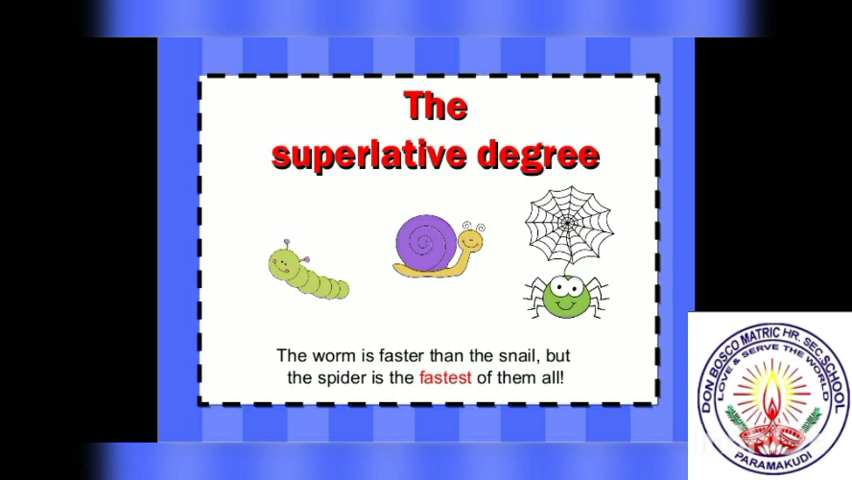 The
superlative degree
The worm is faster than the snail, but
the spider is the fastest of them all!
DON BOSCO MATRIC HR. SEC. SCHOOL
LOVE & SERVE THE WORLD
PARAMAKUDI